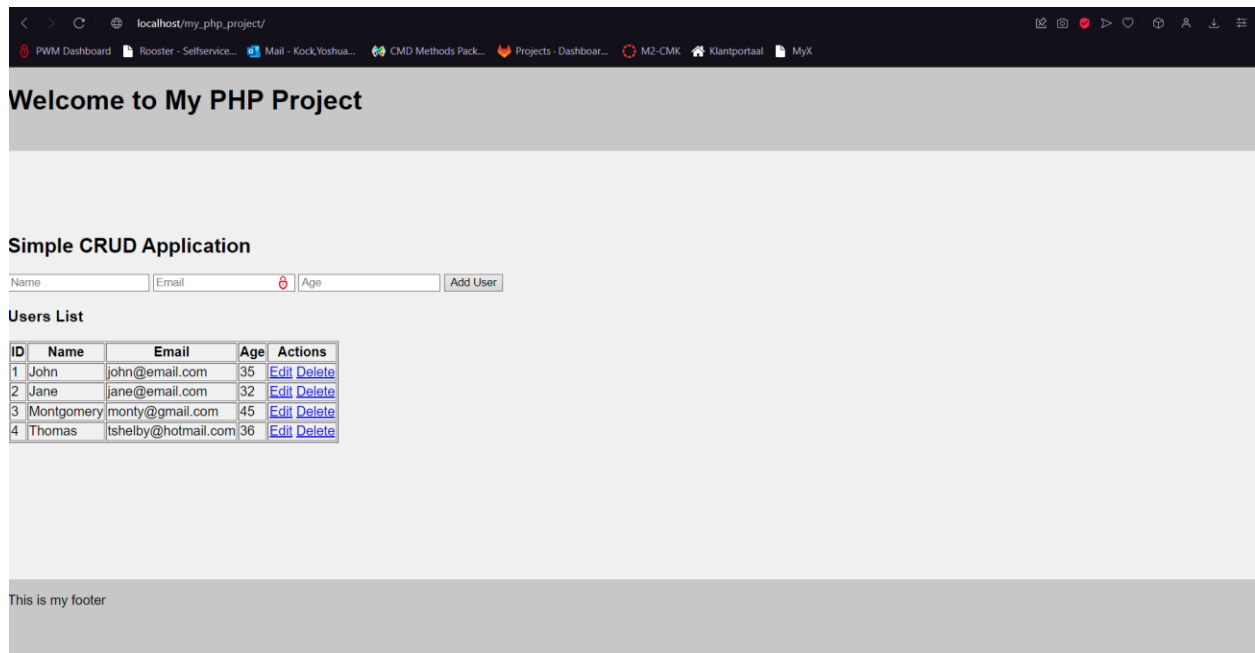 localhost/my_php_project/
PWM Dashboard Rooster - Selfservice... Mail - Kock,Yoshua... CMD Methods Pack... Projects · Dashboar... M2-CMK Klantportaal MyX
Welcome to My PHP Project
Simple CRUD Application
Name Email Age Add User
Users List
ID Name Email Age Actions
1 John john@email.com 35 Edit Delete
2 Jane jane@email.com 32 Edit Delete
3 Montgomery monty@gmail.com 45 Edit Delete
4 Thomas tshelby@hotmail.com 36 Edit Delete
This is my footer